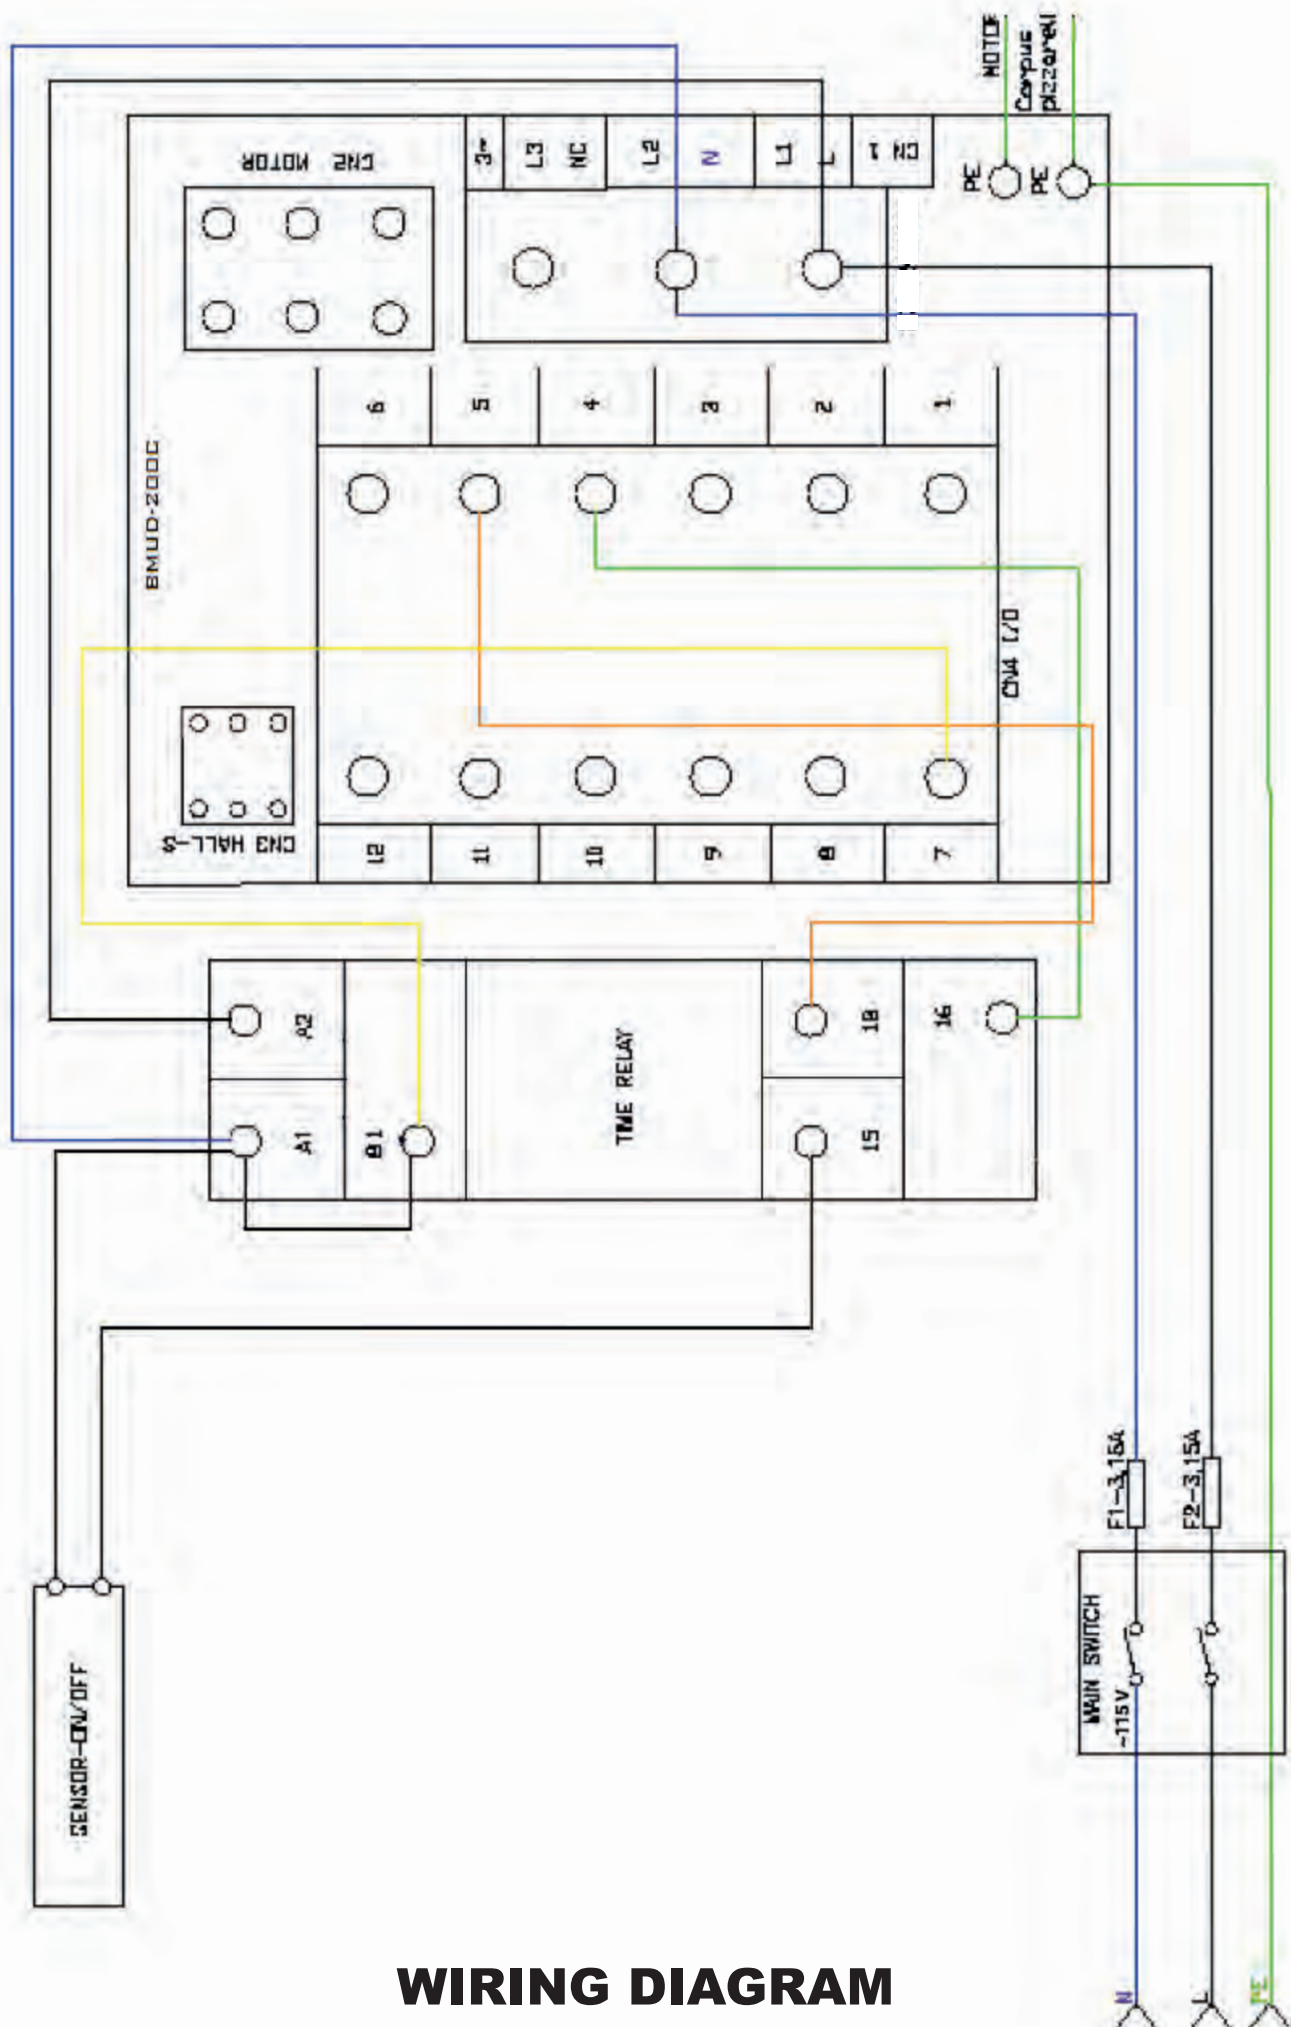 MOTOR
Corpus
pizzarell
CN2 MOTOR
3~
L3
NC
L2
N
L1
L
CN 1
PE
PE
6
5
4
3
2
1
BMUD-200C
CN4 I/O
CN3 HALL-S
12
11
10
9
8
7
A2
A1
B1
TIME RELAY
18
15
16
F1-3,15A
F2-3,15A
MAIN SWITCH
~115V
SENSOR-ON/OFF
WIRING DIAGRAM
N
L
PE